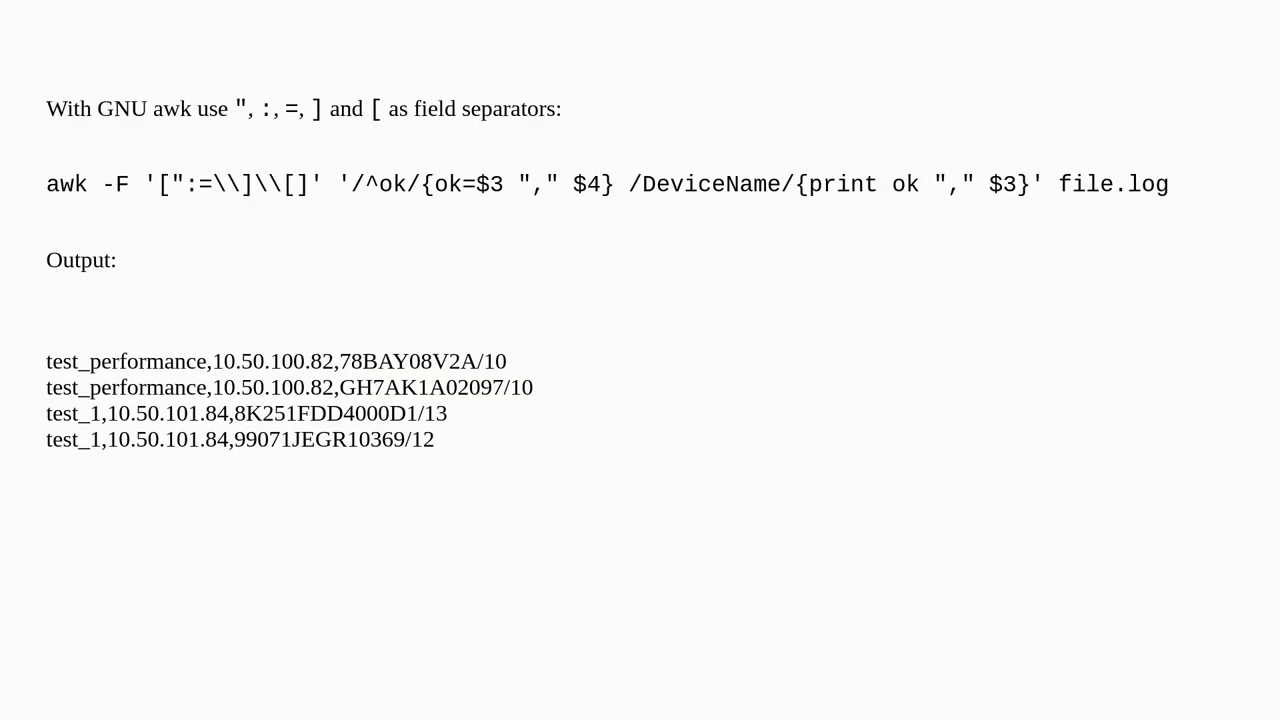 With GNU awk use ", :, =, ] and [ as field separators:
awk -F '[":=\\]\\[]' '/^ok/{ok=$3 "," $4} /DeviceName/{print ok "," $3}' file.log
Output:
test_performance,10.50.100.82,78BAY08V2A/10
test_performance,10.50.100.82,GH7AK1A02097/10
test_1,10.50.101.84,8K251FDD4000D1/13
test_1,10.50.101.84,99071JEGR10369/12